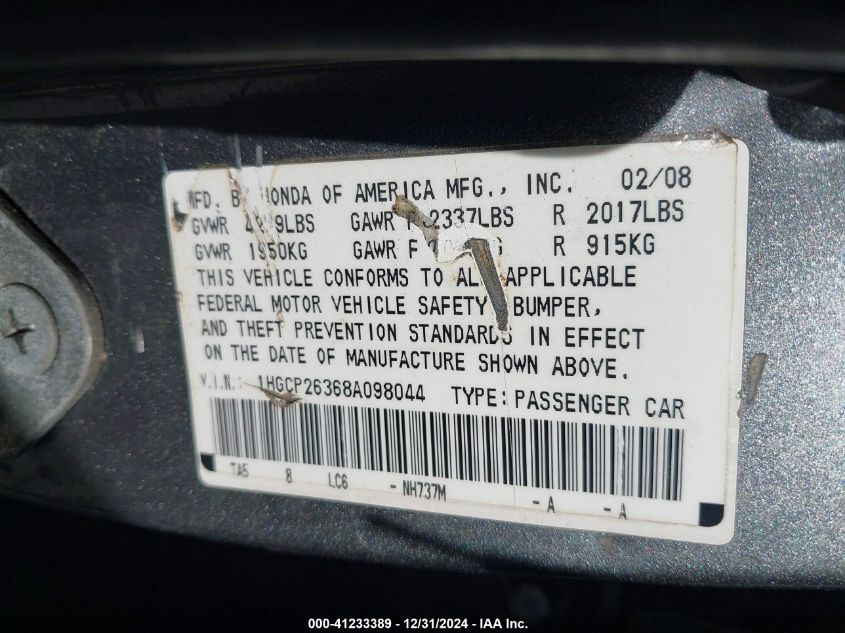 MFD. BY HONDA OF AMERICA MFG., INC. 02/08
GVWR LBS GAWR F 2337LBS R 2017LBS
GVWR 1950KG GAWR F R 915KG
THIS VEHICLE CONFORMS TO ALL APPLICABLE
FEDERAL MOTOR VEHICLE SAFETY, BUMPER,
AND THEFT PREVENTION STANDARDS IN EFFECT
ON THE DATE OF MANUFACTURE SHOWN ABOVE.
V.I.N.: 1HGCP26368A098044 TYPE: PASSENGER CAR
TA5 8 LC6 - NH737M - A - A
000-41233389 - 12/31/2024 - IAA Inc.